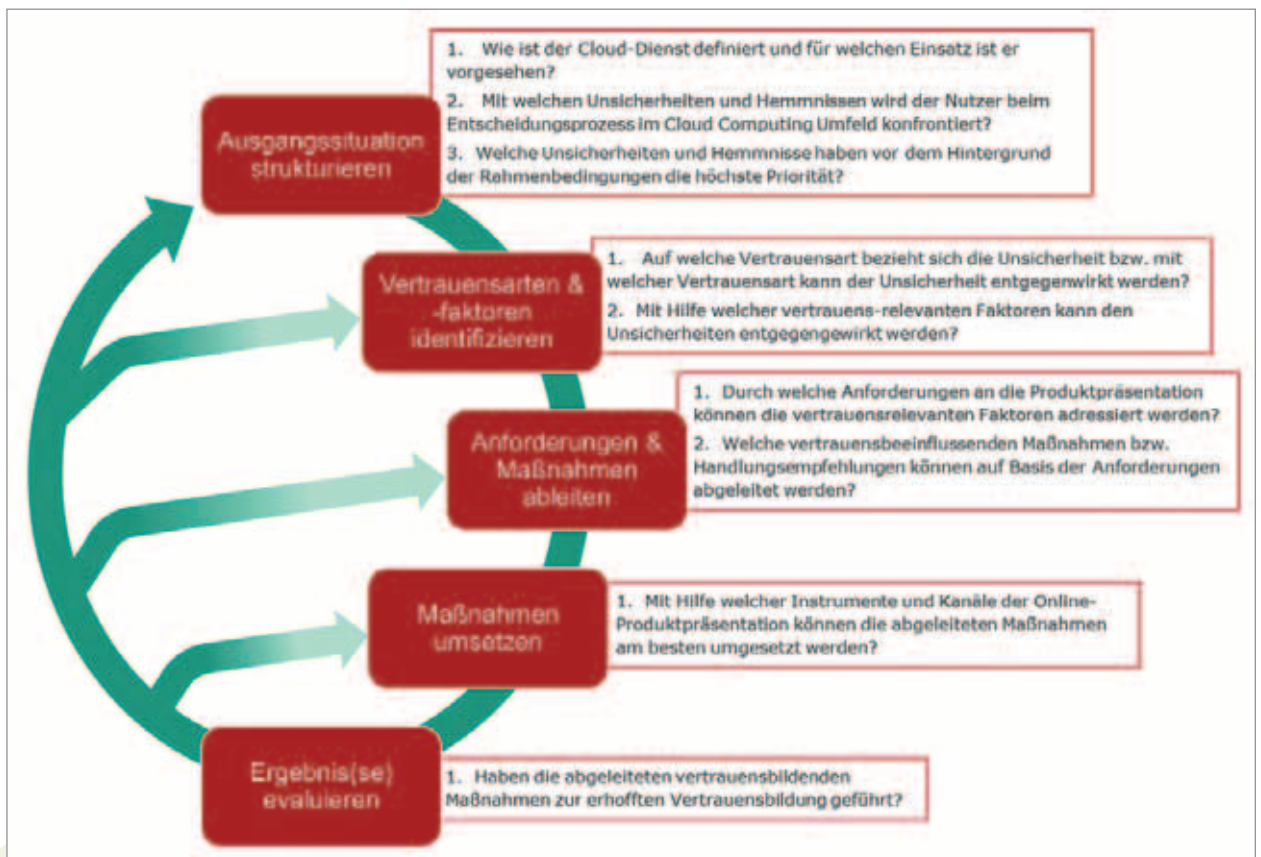 Ausgangssituation
strukturieren
1. Wie ist der Cloud-Dienst definiert und für welchen Einsatz ist er
vorgesehen?
2. Mit welchen Unsicherheiten und Hemmnissen wird der Nutzer beim
Entscheidungsprozess im Cloud Computing Umfeld konfrontiert?
3. Welche Unsicherheiten und Hemmnisse haben vor dem Hintergrund
der Rahmenbedingungen die höchste Priorität?
Vertrauensarten &
-faktoren
identifizieren
1. Auf welche Vertrauensart bezieht sich die Unsicherheit bzw. mit
welcher Vertrauensart kann der Unsicherheit entgegenwirkt werden?
2. Mit Hilfe welcher vertrauens-relevanten Faktoren kann den
Unsicherheiten entgegengewirkt werden?
Anforderungen &
Maßnahmen
ableiten
1. Durch welche Anforderungen an die Produktpräsentation
können die vertrauensrelevanten Faktoren adressiert werden?
2. Welche vertrauensbeeinflussenden Maßnahmen bzw.
Handlungsempfehlungen können auf Basis der Anforderungen
abgeleitet werden?
Maßnahmen
umsetzen
1. Mit Hilfe welcher Instrumente und Kanäle der Online-
Produktpräsentation können die abgeleiteten Maßnahmen
am besten umgesetzt werden?
Ergebnis(se)
evaluieren
1. Haben die abgeleiteten vertrauensbildenden
Maßnahmen zur erhofften Vertrauensbildung geführt?